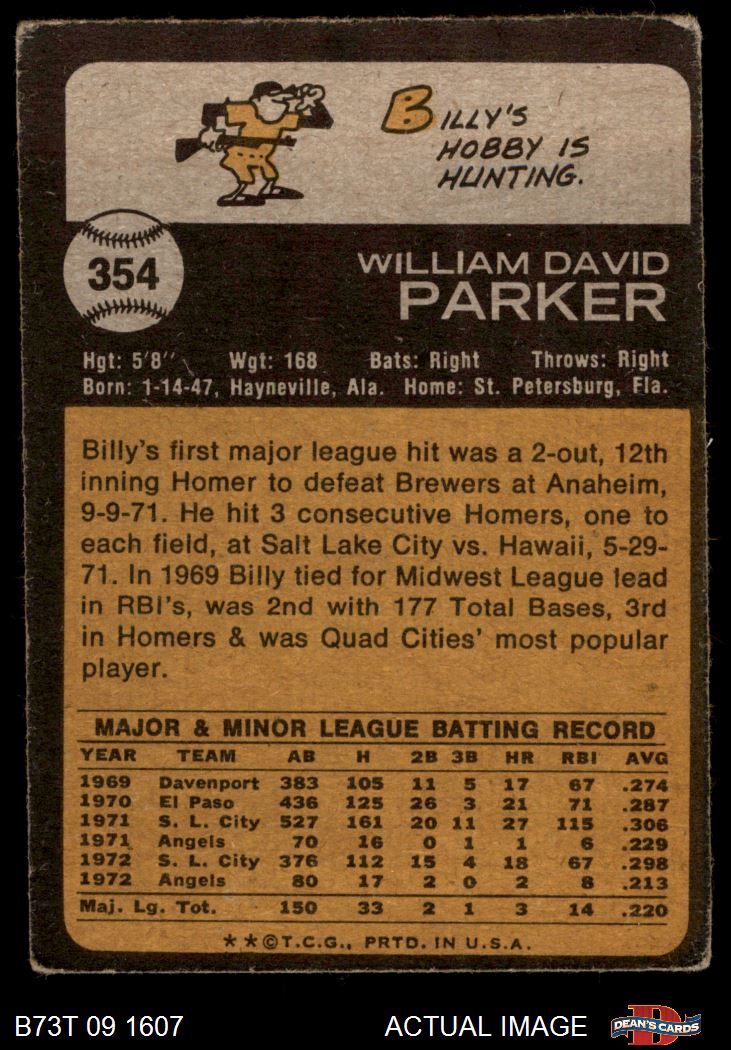 BILLY'S
HOBBY IS
HUNTING.
354
WILLIAM DAVID
PARKER
Hgt: 5'8" Wgt: 168 Bats: Right Throws: Right
Born: 1-14-47, Hayneville, Ala. Home: St. Petersburg, Fla.
Billy's first major league hit was a 2-out, 12th
inning Homer to defeat Brewers at Anaheim,
9-9-71. He hit 3 consecutive Homers, one to
each field, at Salt Lake City vs. Hawaii, 5-29-
71. In 1969 Billy tied for Midwest League lead
in RBI's, was 2nd with 177 Total Bases, 3rd
in Homers & was Quad Cities' most popular
player.
MAJOR & MINOR LEAGUE BATTING RECORD
YEAR TEAM AB H 2B 3B HR RBI AVG
1969 Davenport 383 105 11 5 17 67 .274
1970 El Paso 436 125 26 3 21 71 .287
1971 S. L. City 527 161 20 11 27 115 .306
1971 Angels 70 16 0 1 1 6 .229
1972 S. L. City 376 112 15 4 18 67 .298
1972 Angels 80 17 2 0 2 8 .213
Maj. Lg. Tot. 150 33 2 1 3 14 .220
**©T.C.G., PRTD. IN U.S.A.
B73T 09 1607 ACTUAL IMAGE DEAN'S CARDS